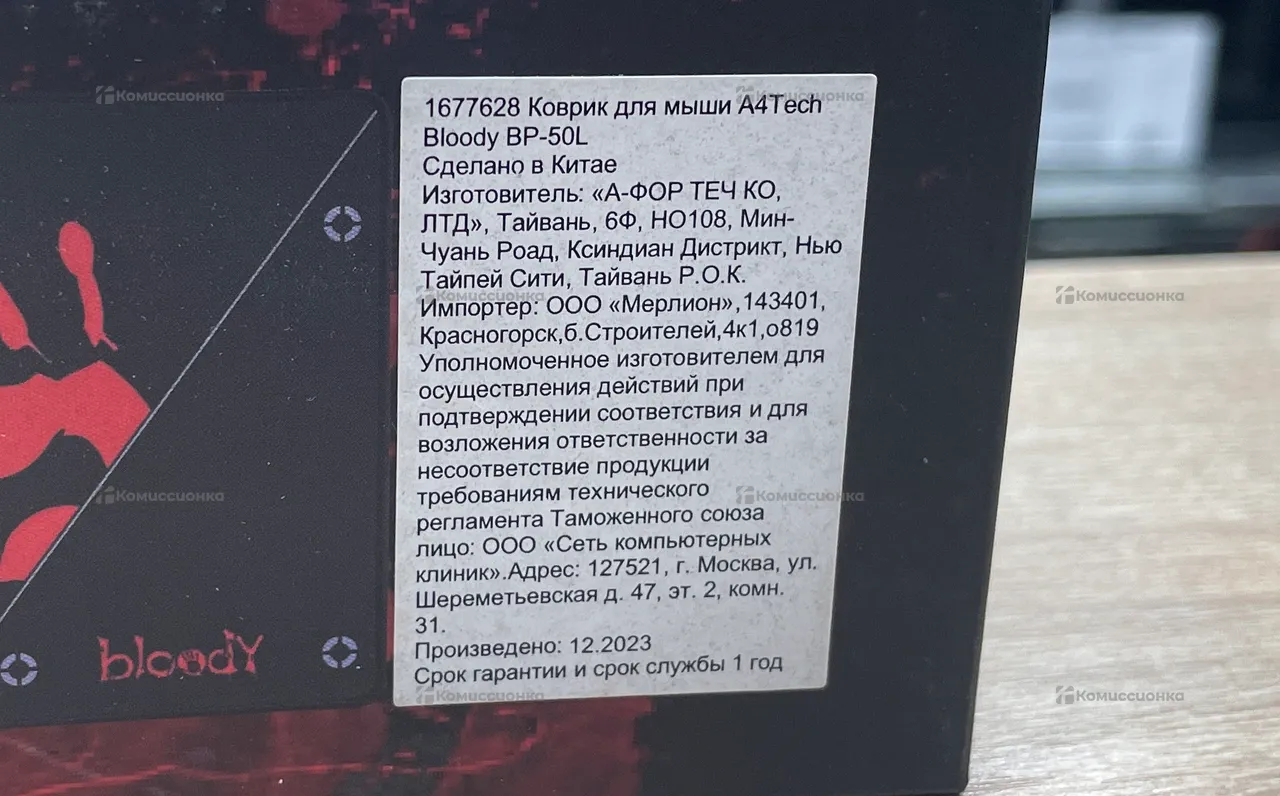 1677628 Коврик для мыши A4Tech
Bloody BP-50L
Сделано в Китае
Изготовитель: «А-ФОР ТЕЧ КО,
ЛТД», Тайвань, 6Ф, НО108, Мин-
Чуань Роад, Ксиндиан Дистрикт, Нью
Тайпей Сити, Тайвань Р.О.К.
Импортер: ООО «Мерлион»,143401,
Красногорск,б.Строителей,4к1,о819
Уполномоченное изготовителем для
осуществления действий при
подтверждении соответствия и для
возложения ответственности за
несоответствие продукции
требованиям технического
регламента Таможенного союза
лицо: ООО «Сеть компьютерных
клиник».Адрес: 127521, г. Москва, ул.
Шереметьевская д. 47, эт. 2, комн.
31.
Произведено: 12.2023
Срок гарантии и срок службы 1 год
bloody
Комиссионка
Комиссионка
Комиссионка
Комиссионка
Комиссионка
Комиссионка
Комиссионка
Комиссионка